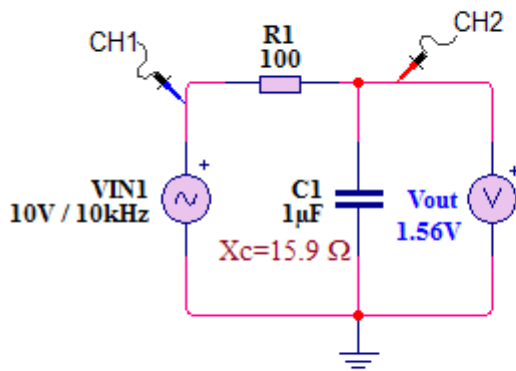 CH1
CH2
R1
100
+
VIN1
10V / 10kHz
C1
1µF
Xc=15.9 Ω
+
V
Vout
1.56V